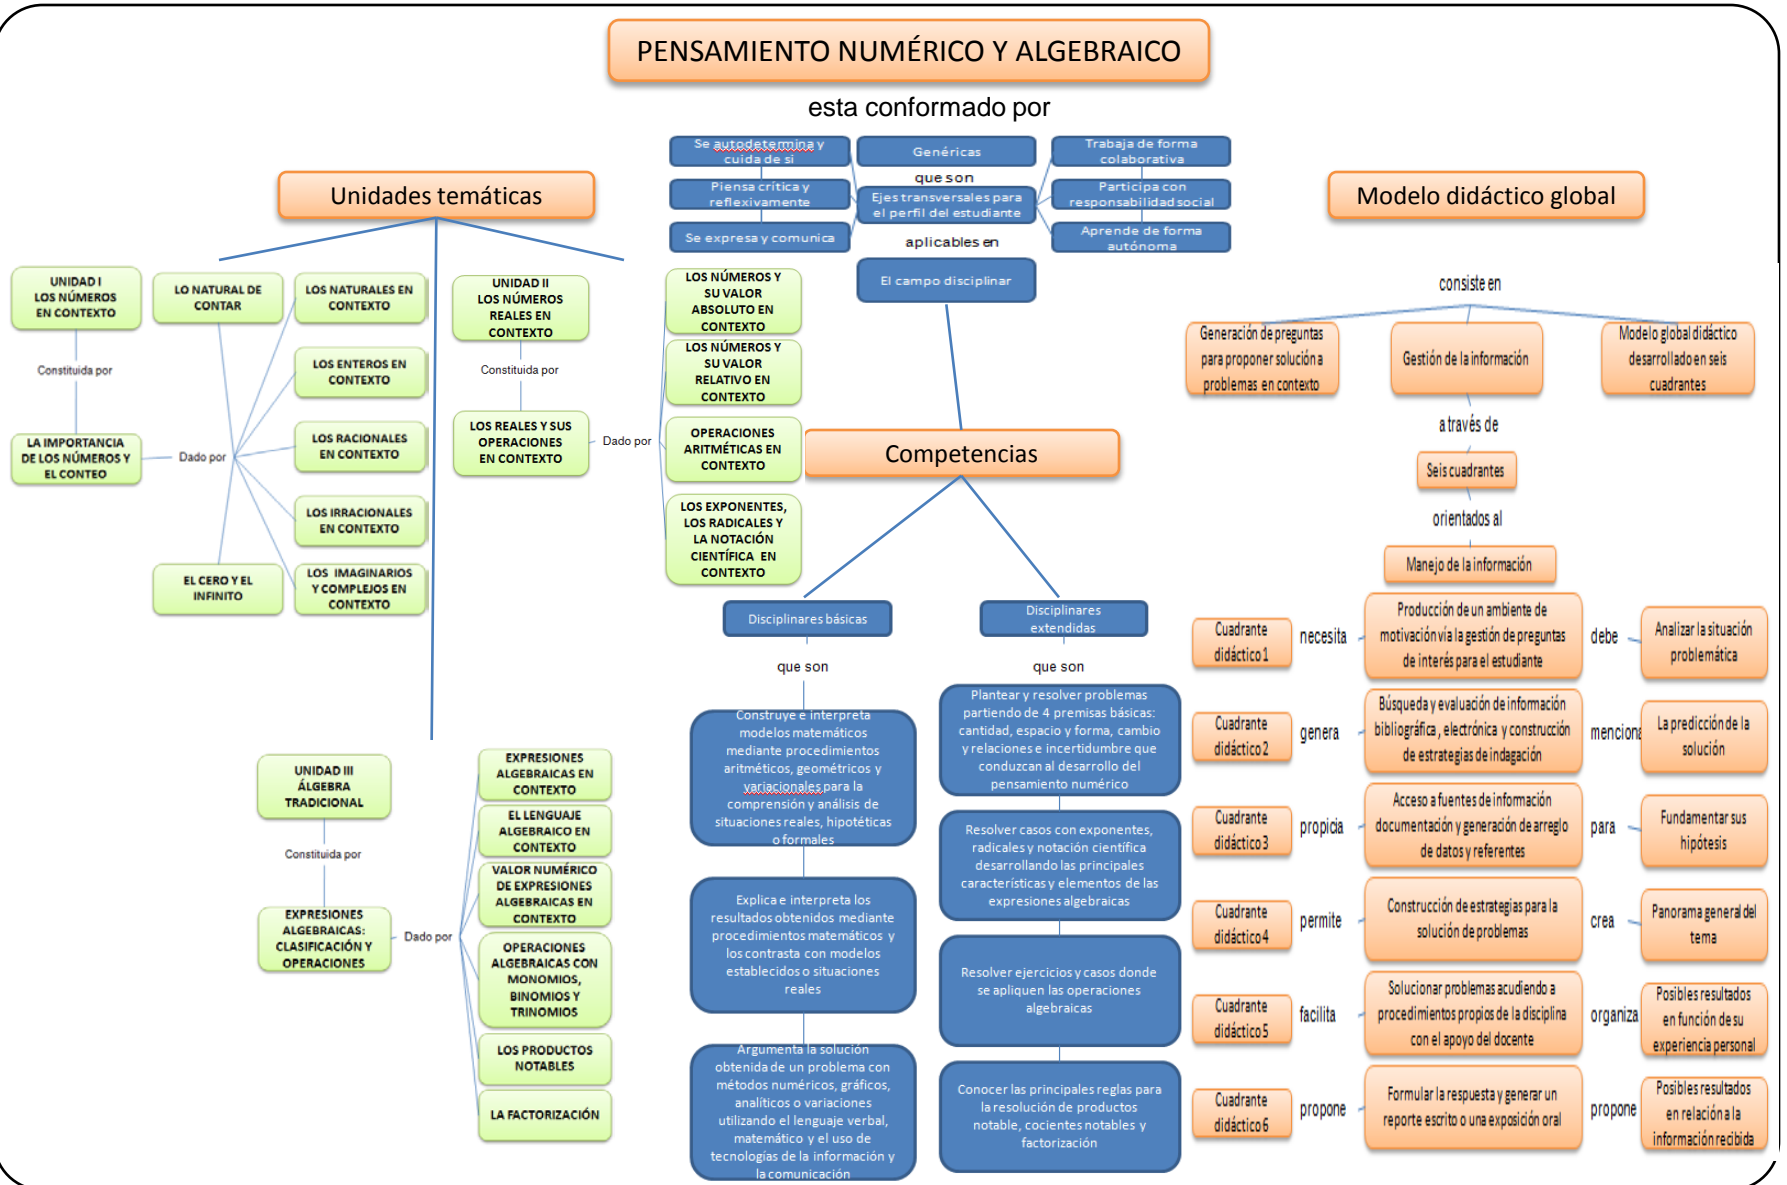 PENSAMIENTO NUMÉRICO Y ALGEBRAICO
esta conformado por
Unidades temáticas
UNIDAD I
LOS NÚMEROS
EN CONTEXTO
Constituida por
LA IMPORTANCIA
DE LOS NÚMEROS Y
EL CONTEO
Dado por
LO NATURAL DE
CONTAR
LOS NATURALES EN
CONTEXTO
LOS ENTEROS EN
CONTEXTO
LOS RACIONALES
EN CONTEXTO
LOS IRRACIONALES
EN CONTEXTO
EL CERO Y EL
INFINITO
LOS IMAGINARIOS
Y COMPLEJOS EN
CONTEXTO
UNIDAD II
LOS NÚMEROS
REALES EN
CONTEXTO
Constituida por
LOS REALES Y SUS
OPERACIONES
EN CONTEXTO
Dado por
LOS NÚMEROS Y
SU VALOR
ABSOLUTO EN
CONTEXTO
LOS NÚMEROS Y
SU VALOR
RELATIVO EN
CONTEXTO
OPERACIONES
ARITMÉTICAS EN
CONTEXTO
LOS EXPONENTES,
LOS RADICALES Y
LA NOTACIÓN
CIENTÍFICA EN
CONTEXTO
UNIDAD III
ÁLGEBRA
TRADICIONAL
Constituida por
EXPRESIONES
ALGEBRAICAS:
CLASIFICACIÓN Y
OPERACIONES
Dado por
EXPRESIONES
ALGEBRAICAS EN
CONTEXTO
EL LENGUAJE
ALGEBRAICO EN
CONTEXTO
VALOR NUMÉRICO
DE EXPRESIONES
ALGEBRAICAS EN
CONTEXTO
OPERACIONES
ALGEBRAICAS CON
MONOMIOS,
BINOMIOS Y
TRINOMIOS
LOS PRODUCTOS
NOTABLES
LA FACTORIZACIÓN
Se autodetermina y
cuida de si
Piensa crítica y
reflexivamente
Se expresa y comunica
Genéricas
que son
Ejes transversales para
el perfil del estudiante
aplicables en
El campo disciplinar
Trabaja de forma
colaborativa
Participa con
responsabilidad social
Aprende de forma
autónoma
Competencias
Disciplinares básicas
que son
Construye e interpreta
modelos matemáticos
mediante procedimientos
aritméticos, geométricos y
variacionales para la
comprensión y análisis de
situaciones reales, hipotéticas
o formales
Explica e interpreta los
resultados obtenidos mediante
procedimientos matemáticos y
los contrasta con modelos
establecidos o situaciones
reales
Argumenta la solución
obtenida de un problema con
métodos numéricos, gráficos,
analíticos o variaciones
utilizando el lenguaje verbal,
matemático y el uso de
tecnologías de la información y
la comunicación
Disciplinares
extendidas
que son
Plantear y resolver problemas
partiendo de 4 premisas básicas:
cantidad, espacio y forma, cambio
y relaciones e incertidumbre que
conduzcan al desarrollo del
pensamiento numérico
Resolver casos con exponentes,
radicales y notación científica
desarrollando las principales
características y elementos de las
expresiones algebraicas
Resolver ejercicios y casos donde
se apliquen las operaciones
algebraicas
Conocer las principales reglas para
la resolución de productos
notable, cocientes notables y
factorización
Modelo didáctico global
consiste en
Generación de preguntas
para proponer solución a
problemas en contexto
Gestión de la información
Modelo global didáctico
desarrollado en seis
cuadrantes
a través de
Seis cuadrantes
orientados al
Manejo de la información
Cuadrante
didáctico1
necesita
Producción de un ambiente de
motivación vía la gestión de preguntas
de interés para el estudiante
debe
Analizar la situación
problemática
Cuadrante
didáctico2
genera
Búsqueda y evaluación de información
bibliográfica, electrónica y construcción
de estrategias de indagación
menciona
La predicción de la
solución
Cuadrante
didáctico3
propicia
Acceso a fuentes de información
documentación y generación de arreglo
de datos y referentes
para
Fundamentar sus
hipótesis
Cuadrante
didáctico4
permite
Construcción de estrategias para la
solución de problemas
crea
Panorama general del
tema
Cuadrante
didáctico5
facilita
Solucionar problemas acudiendo a
procedimientos propios de la disciplina
con el apoyo del docente
organiza
Posibles resultados
en función de su
experiencia personal
Cuadrante
didáctico6
propone
Formular la respuesta y generar un
reporte escrito o una exposición oral
propone
Posibles resultados
en relación a la
información recibida